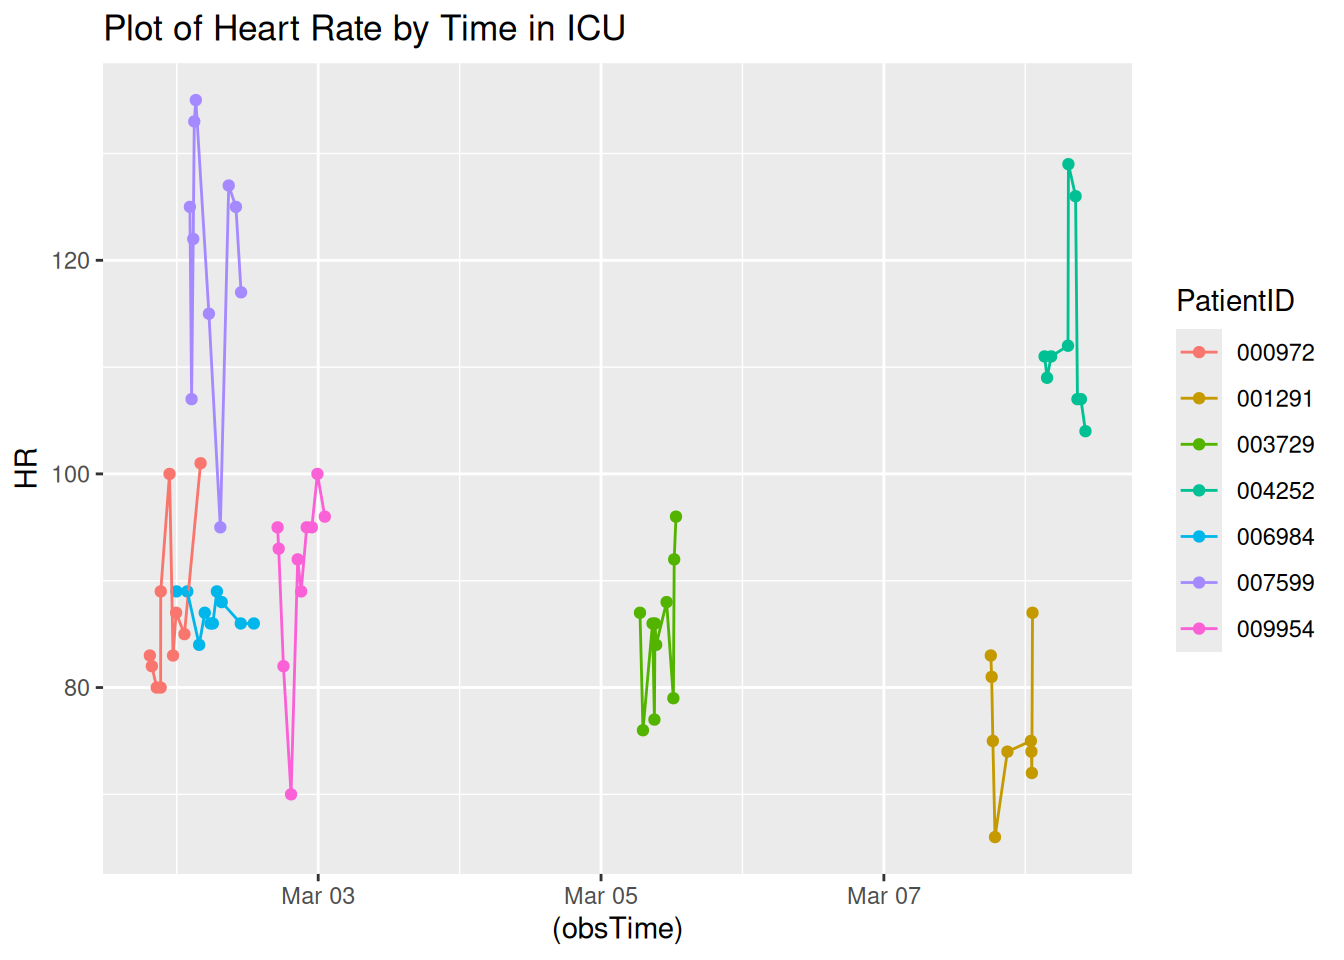 Plot of Heart Rate by Time in ICU
HR
120
100
80
Mar 03
Mar 05
Mar 07
(obsTime)
PatientID
000972
001291
003729
004252
006984
007599
009954